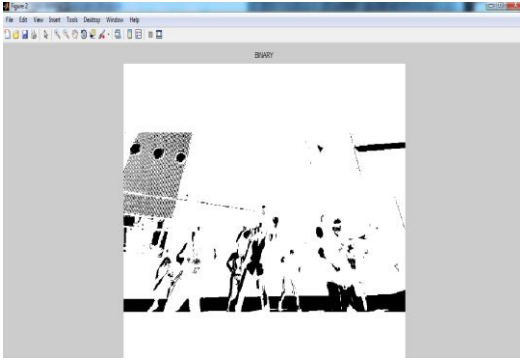 Figure 2
File Edit View Insert Tools Desktop Window Help
BINARY